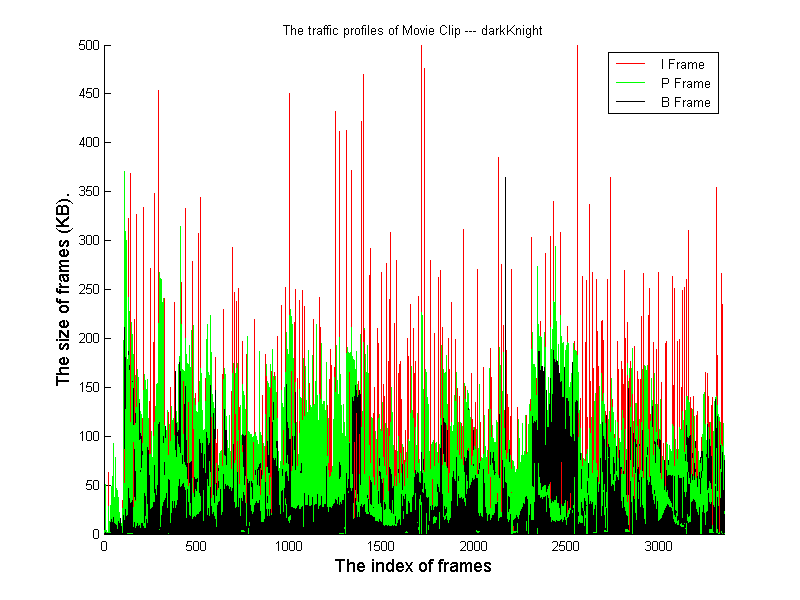 The traffic profiles of Movie Clip --- darkKnight
500
450
400
350
300
250
200
150
100
50
0
The size of frames (KB).
I Frame
P Frame
B Frame
0 500 1000 1500 2000 2500 3000
The index of frames